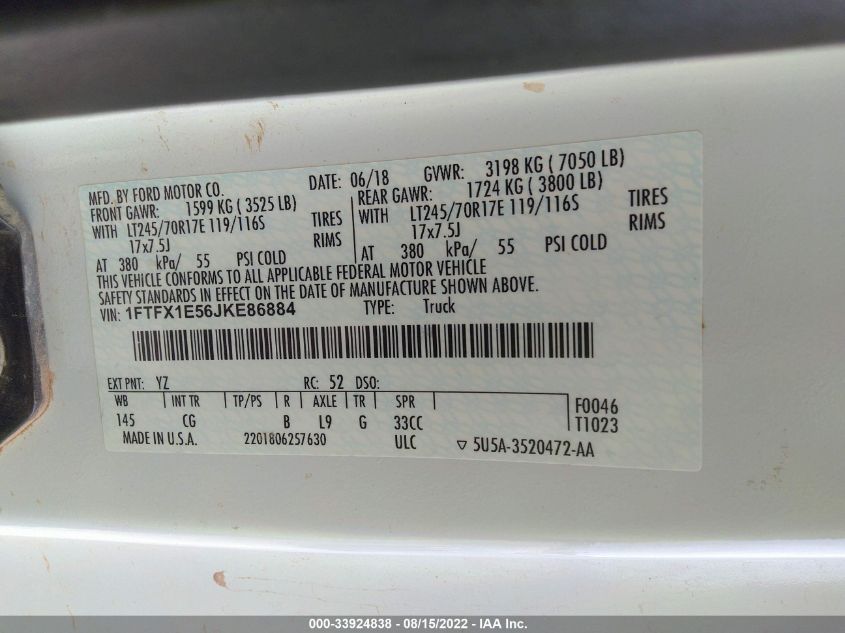 MFD. BY FORD MOTOR CO.
DATE: 06/18 GVWR: 3198 KG ( 7050 LB)
FRONT GAWR: 1599 KG ( 3525 LB)
WITH LT245/70R17E 119/116S TIRES
17x7.5J RIMS
AT 380 kPa/ 55 PSI COLD
REAR GAWR: 1724 KG ( 3800 LB)
WITH LT245/70R17E 119/116S TIRES
17x7.5J RIMS
AT 380 kPa/ 55 PSI COLD
THIS VEHICLE CONFORMS TO ALL APPLICABLE FEDERAL MOTOR VEHICLE
SAFETY STANDARDS IN EFFECT ON THE DATE OF MANUFACTURE SHOWN ABOVE.
VIN: 1FTFX1E56JKE86884 TYPE: Truck
EXT PNT: YZ RC: 52 DSO:
WB INT TR TP/PS R AXLE TR SPR
145 CG B L9 G 33CC
F0046
T1023
MADE IN U.S.A. 2201806257630 ULC ▽ 5U5A-3520472-AA
000-33924838 - 08/15/2022 - IAA Inc.